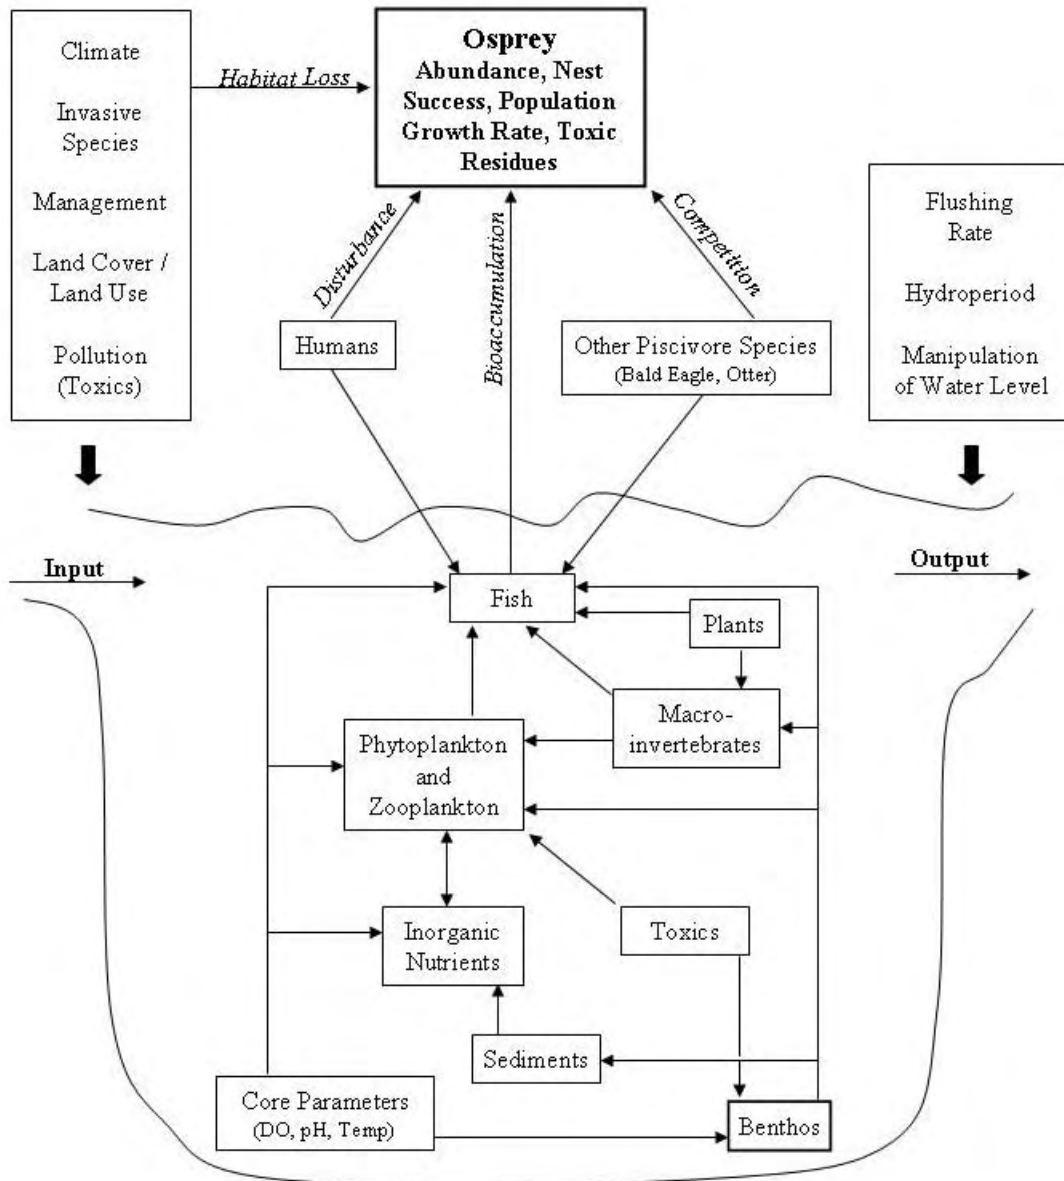 Climate
Invasive
Species
Management
Land Cover /
Land Use
Pollution
(Toxics)
Habitat Loss
Osprey
Abundance, Nest
Success, Population
Growth Rate, Toxic
Residues
Flushing
Rate
Hydroperiod
Manipulation
of Water Level
Disturbance
Bioaccumulation
Competition
Humans
Other Piscivore Species
(Bald Eagle, Otter)
Input
Output
Fish
Plants
Macro-
invertebrates
Phytoplankton
and
Zooplankton
Inorganic
Nutrients
Toxics
Sediments
Core Parameters
(DO, pH, Temp)
Benthos